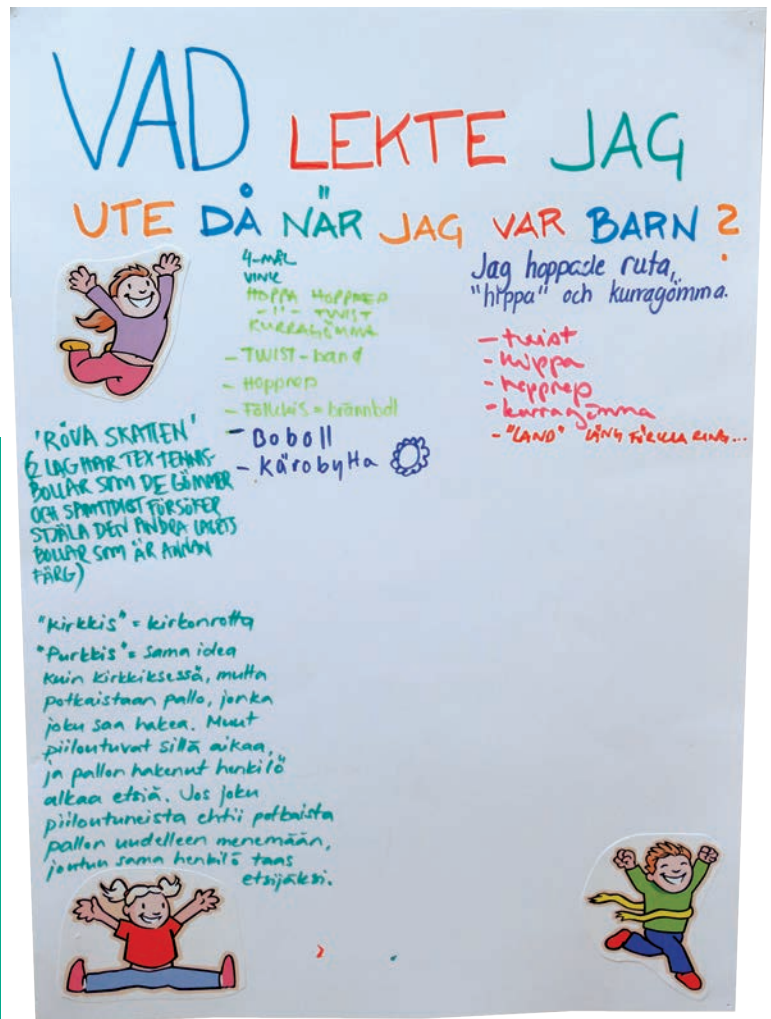 VAD LEKTE JAG
UTE DÅ NÄR JAG VAR BARN?
4-MÅL
VINK
HOPPA HOPPREP
-"- TWIST
KURRAGÖMMA
- TWIST-band
- Hopprep
- = brännboll
- Boboll
- Kärobytta
Jag hoppade ruta,
"hippa" och kurragömma.
- twist
- hippa
- hopprep
- kurragömma
- "LAND" RING...
'RÖVA SKATTEN'
(2 LAG HAR TEX TENNIS-
BOLLAR SOM DE GÖMMER
OCH SAMTIDIGT FÖRSÖKER
STJÄLA DEN ANDRA LAGETS
BOLLAR SOM ÄR ANNAN
FÄRG)
"Kirkkis" = kirkonrotta
"Purkkis" = sama idea
kuin kirkkiksessä, mutta
potkaistaan pallo, jonka
joku saa hakea. Muut
piiloutuvat sillä aikaa,
ja pallon hakenut henkilö
alkaa etsiä. Jos joku
piiloutuneista ehtii potkaista
pallon uudelleen menemään,
joutuu sama henkilö taas
etsijäksi.